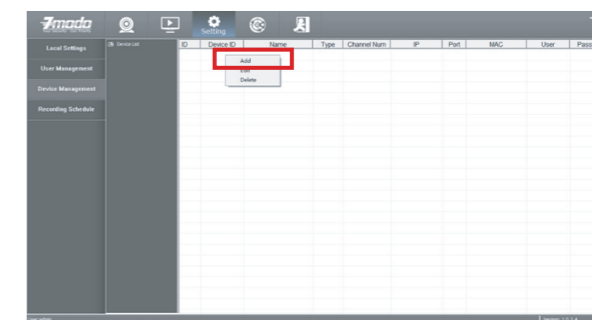 7modo
Setting
Local Settings
User Management
Device Management
Recording Schedule
Device List
ID Device ID Name Type Channel Num IP Port MAC User Pass
Add
Edit
Delete